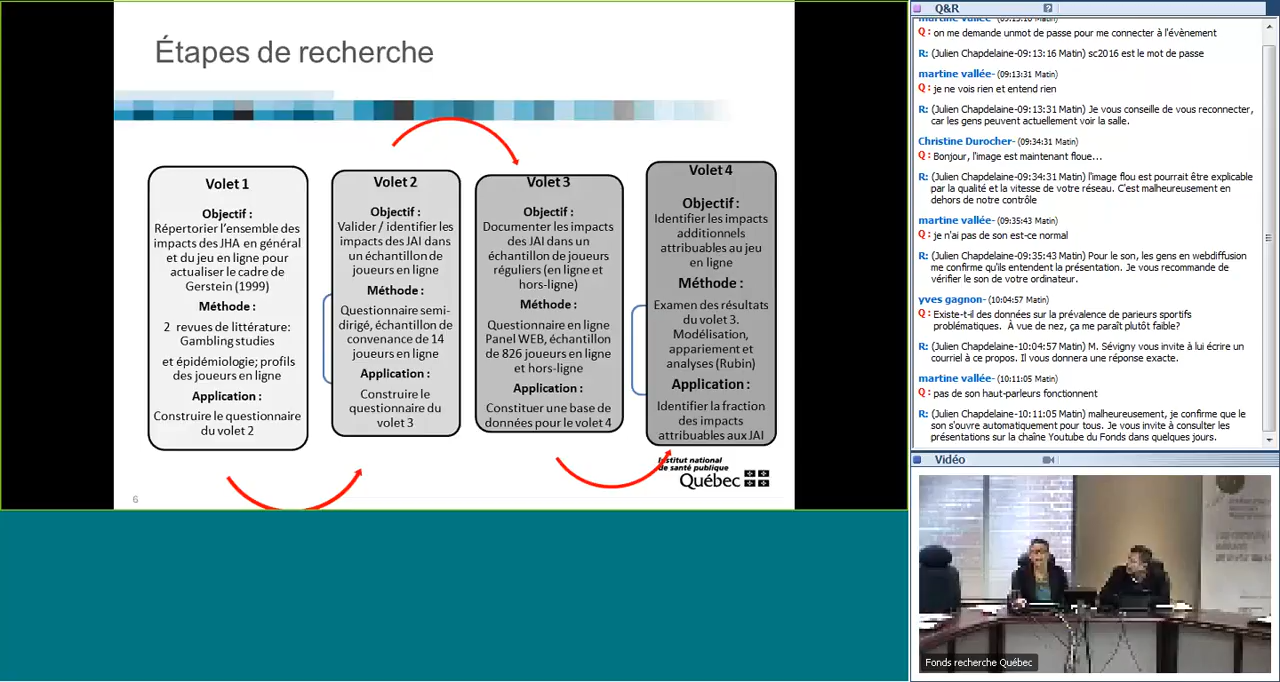 Étapes de recherche
Volet 1
Objectif :
Répertorier l'ensemble des
impacts des JHA en général
et du jeu en ligne pour
actualiser le cadre de
Gerstein (1999)
Méthode :
2 revues de littérature:
Gambling studies
et épidémiologie; profils
des joueurs en ligne
Application :
Construire le questionnaire
du volet 2
Volet 2
Objectif :
Valider / identifier les
impacts des JAI dans
un échantillon de
joueurs en ligne
Méthode :
Questionnaire semi-
dirigé, échantillon de
convenance de 14
joueurs en ligne
Application :
Construire le
questionnaire du
volet 3
Volet 3
Objectif :
Documenter les impacts
des JAI dans un
échantillon de joueurs
réguliers (en ligne et
hors-ligne)
Méthode :
Questionnaire en ligne
Panel WEB, échantillon
de 826 joueurs en ligne
et hors-ligne
Application :
Constituer une base de
données pour le volet 4
Volet 4
Objectif :
Identifier les impacts
additionnels
attribuables au jeu
en ligne
Méthode :
Examen des résultats
du volet 3.
Modélisation,
appariement et
analyses (Rubin)
Application :
Identifier la fraction
des impacts
attribuables aux JAI
Institut national
de santé publique
Québec
6
Q&R
martine vallée- (09:13:16 Matin)
Q : on me demande unmot de passe pour me connecter à l'évènement
R: (Julien Chapdelaine-09:13:16 Matin) sc2016 est le mot de passe
martine vallée- (09:13:31 Matin)
Q : je ne vois rien et entend rien
R: (Julien Chapdelaine-09:13:31 Matin) Je vous conseille de vous reconnecter,
car les gens peuvent actuellement voir la salle.
Christine Durocher- (09:34:31 Matin)
Q : Bonjour, l'image est maintenant floue...
R: (Julien Chapdelaine-09:34:31 Matin) l'image flou est pourrait être explicable
par la qualité et la vitesse de votre réseau. C'est malheureusement en
dehors de notre contrôle
martine vallée- (09:35:43 Matin)
Q : je n'ai pas de son est-ce normal
R: (Julien Chapdelaine-09:35:43 Matin) Pour le son, les gens en webdiffusion
me confirme qu'ils entendent la présentation. Je vous recommande de
vérifier le son de votre ordinateur.
yves gagnon- (10:04:57 Matin)
Q : Existe-t-il des données sur la prévalence de parieurs sportifs
problématiques. À vue de nez, ça me paraît plutôt faible?
R: (Julien Chapdelaine-10:04:57 Matin) M. Sévigny vous invite à lui écrire un
courriel à ce propos. Il vous donnera une réponse exacte.
martine vallée- (10:11:05 Matin)
Q : pas de son haut-parleurs fonctionnent
R: (Julien Chapdelaine-10:11:05 Matin) malheureusement, je confirme que le
son s'ouvre automatiquement pour tous. Je vous invite à consulter les
présentations sur la chaîne Youtube du Fonds dans quelques jours.
Vidéo
Fonds recherche Québec